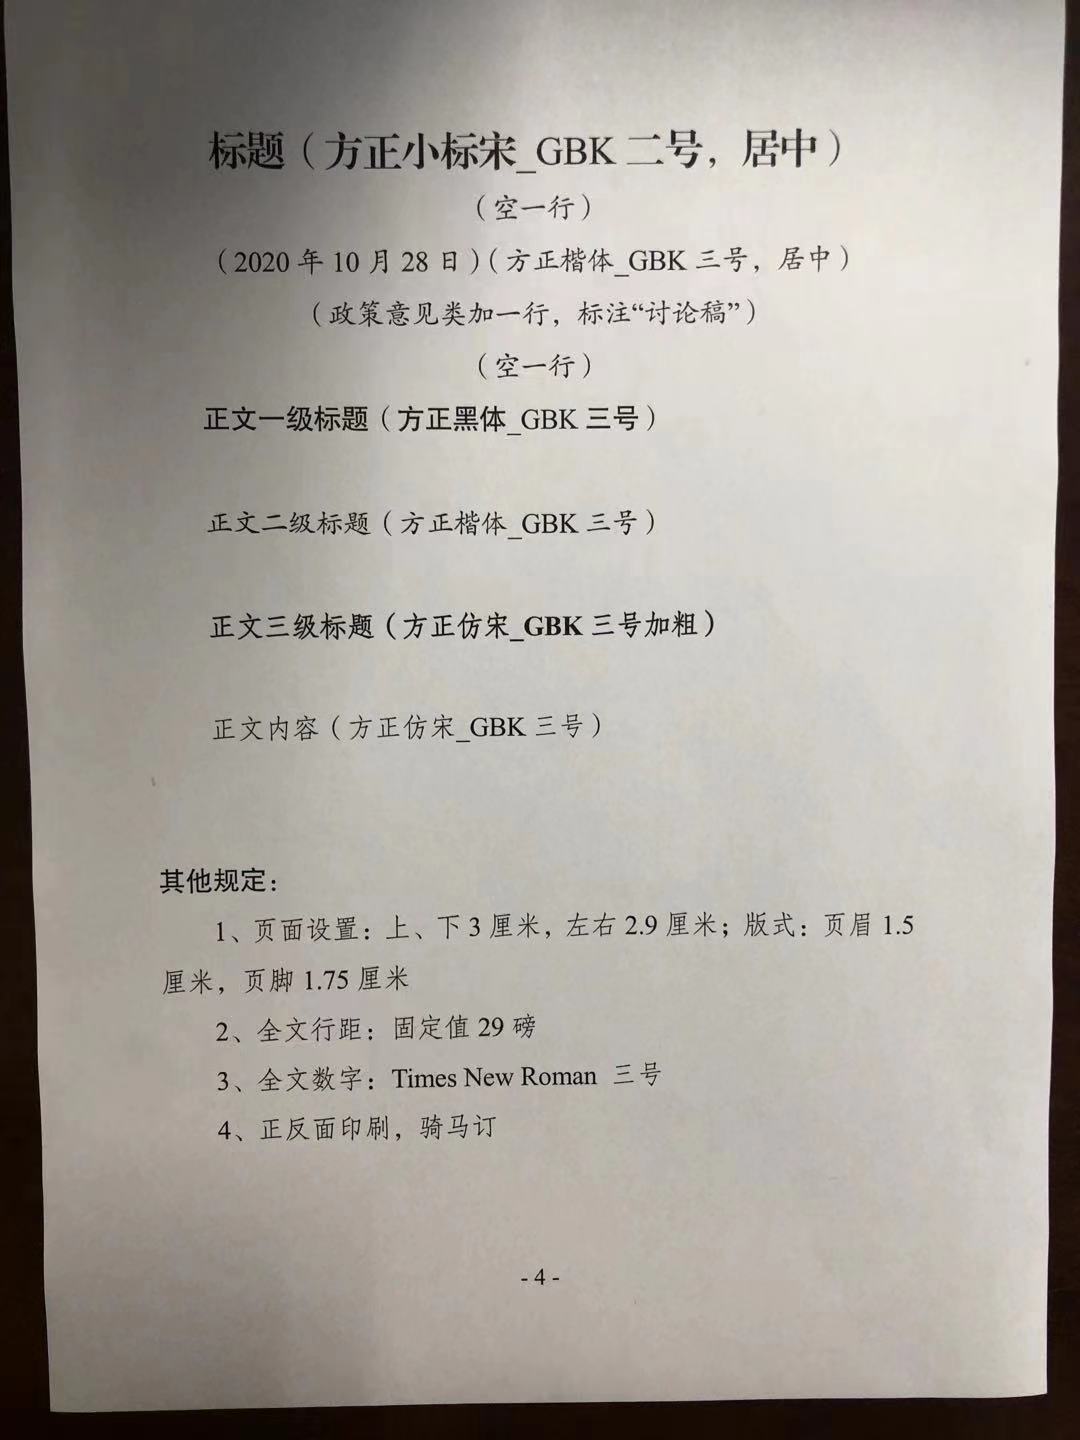 标题（方正小标宋_GBK 二号，居中）
（空一行）
（2020 年 10 月 28 日）（方正楷体_GBK 三号，居中）
（政策意见类加一行，标注“讨论稿”）
（空一行）
正文一级标题（方正黑体_GBK 三号）
正文二级标题（方正楷体_GBK 三号）
正文三级标题（方正仿宋_GBK 三号加粗）
正文内容（方正仿宋_GBK 三号）
其他规定：
1、页面设置：上、下 3 厘米，左右 2.9 厘米；版式：页眉 1.5
厘米，页脚 1.75 厘米
2、全文行距：固定值 29 磅
3、全文数字：Times New Roman 三号
4、正反面印刷，骑马订
- 4 -